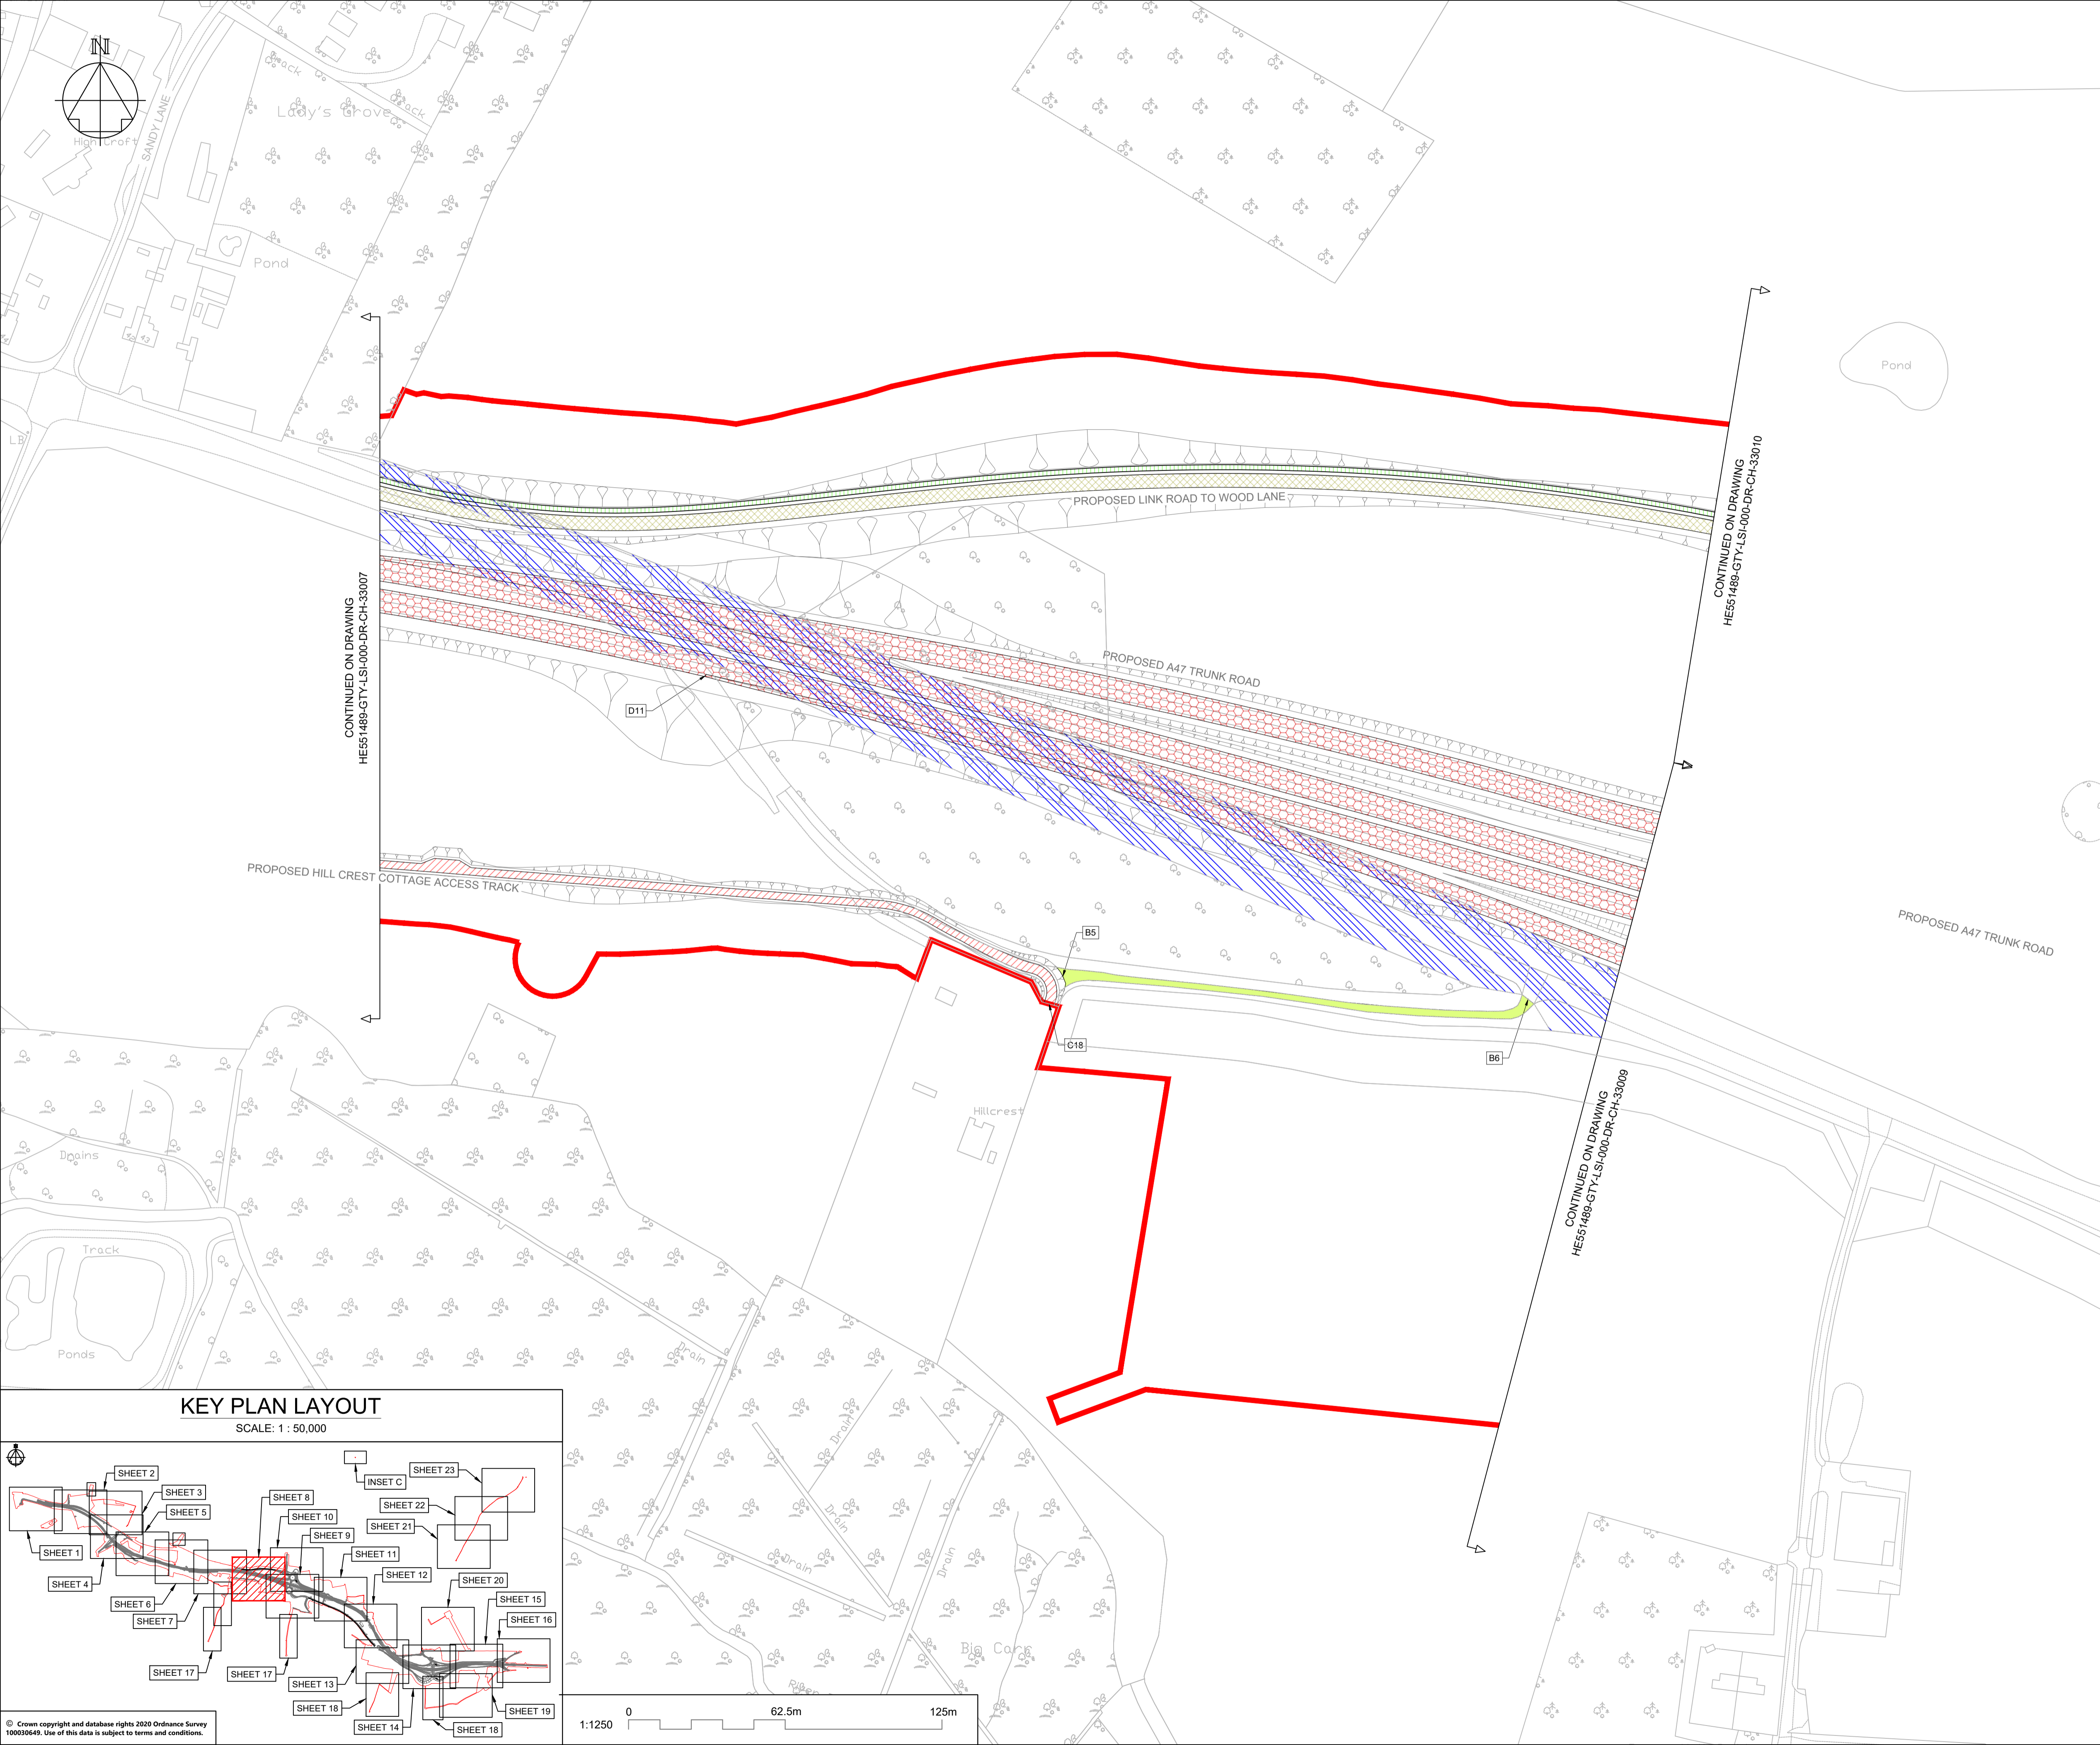 N
Track
Track
Lady's Grove
SANDY LANE
High Croft
Pond
40
43
44
LB
Pond
CONTINUED ON DRAWING
HE551489-GTY-LSI-000-DR-CH-33010
PROPOSED LINK ROAD TO WOOD LANE
CONTINUED ON DRAWING
HE551489-GTY-LSI-000-DR-CH-33007
PROPOSED A47 TRUNK ROAD
D11
PROPOSED HILL CREST COTTAGE ACCESS TRACK
PROPOSED A47 TRUNK ROAD
B5
C18
B6
CONTINUED ON DRAWING
HE551489-GTY-LSI-000-DR-CH-33009
Hillcrest
Drains
Track
Ponds
Drain
Drain
Drain
Drain
Drain
Big Carr
KEY PLAN LAYOUT
SCALE: 1 : 50,000
INSET C
SHEET 23
SHEET 2
SHEET 3
SHEET 8
SHEET 22
SHEET 5
SHEET 10
SHEET 21
SHEET 9
SHEET 1
SHEET 11
SHEET 12
SHEET 4
SHEET 20
SHEET 6
SHEET 15
SHEET 7
SHEET 16
SHEET 17
SHEET 17
SHEET 13
SHEET 18
SHEET 19
SHEET 14
SHEET 18
© Crown copyright and database rights 2020 Ordnance Survey
100030649. Use of this data is subject to terms and conditions.
1:1250
0
62.5m
125m